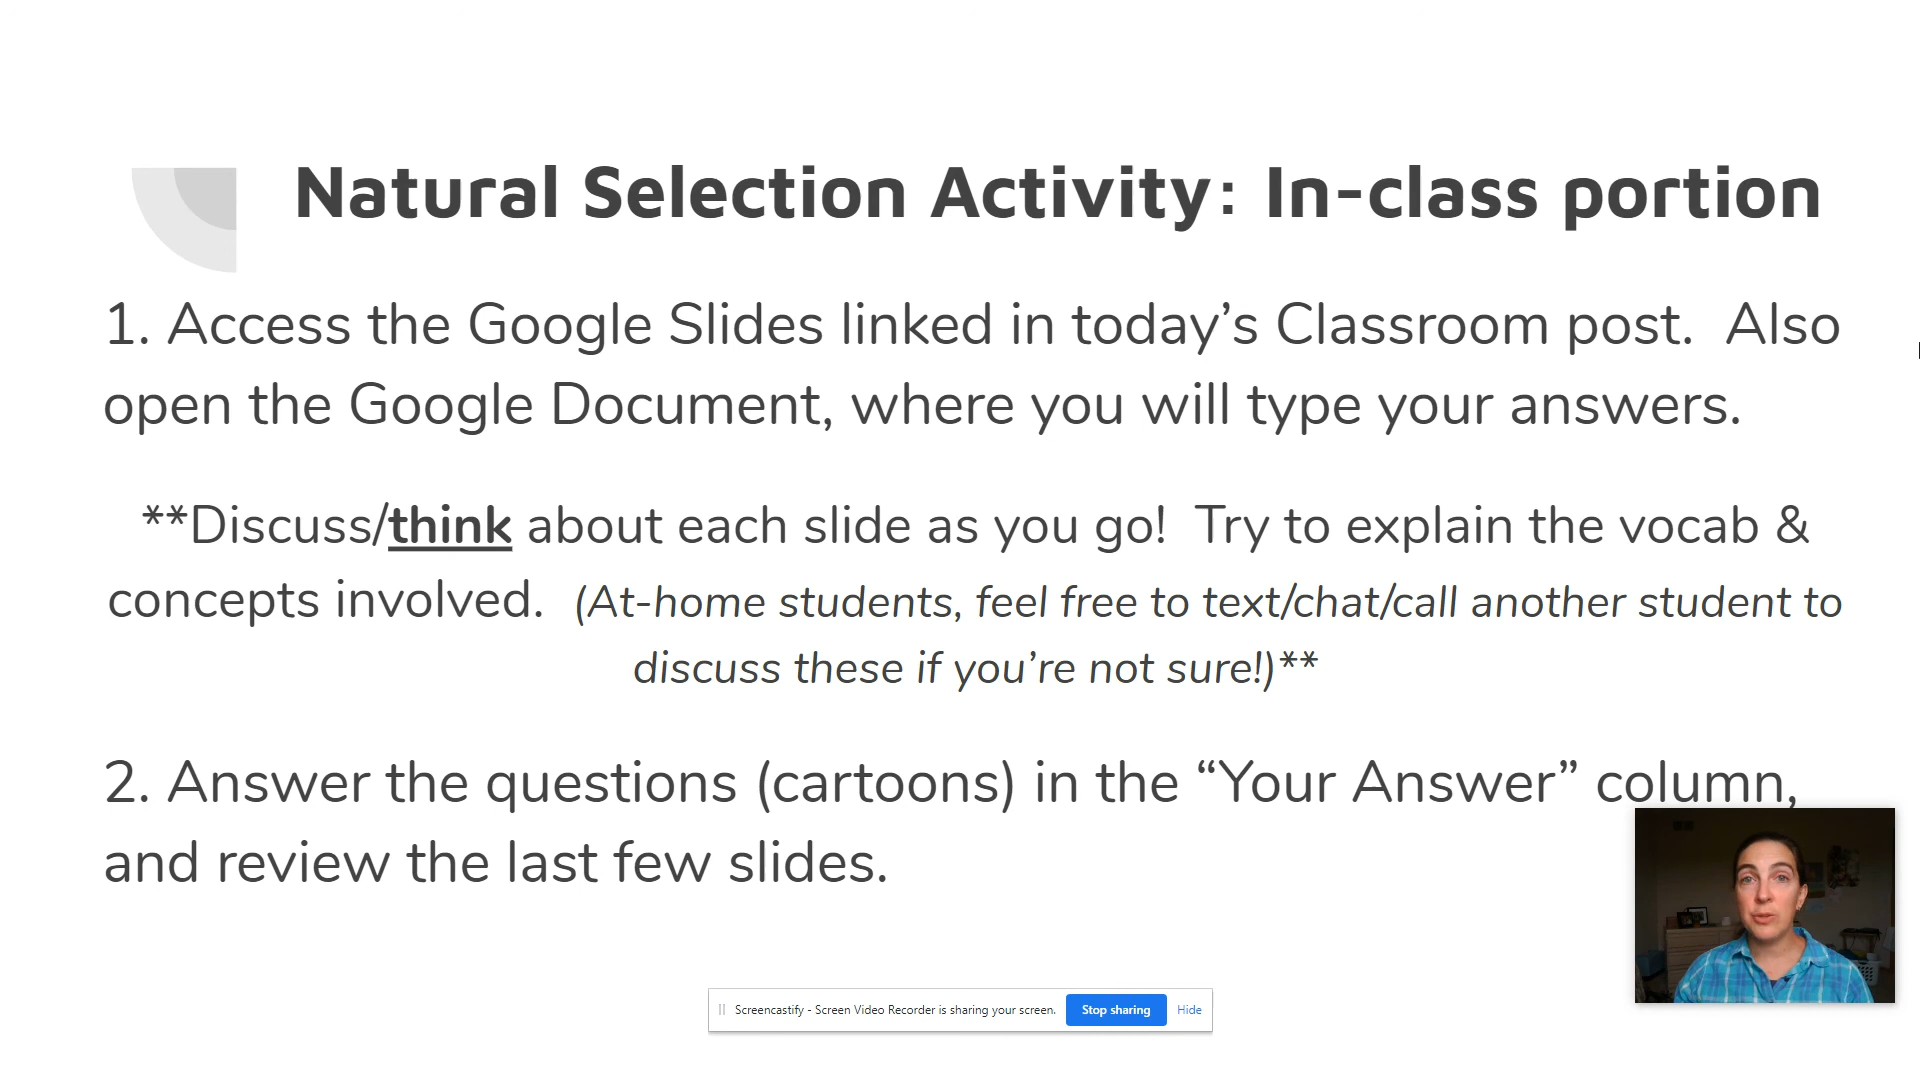 Natural Selection Activity: In-class portion
1. Access the Google Slides linked in today’s Classroom post.  Also
open the Google Document, where you will type your answers.
**Discuss/think about each slide as you go!  Try to explain the vocab &
concepts involved.  (At-home students, feel free to text/chat/call another student to
discuss these if you’re not sure!)**
2. Answer the questions (cartoons) in the “Your Answer” column,
and review the last few slides.
Screencastify - Screen Video Recorder is sharing your screen. Stop sharing Hide